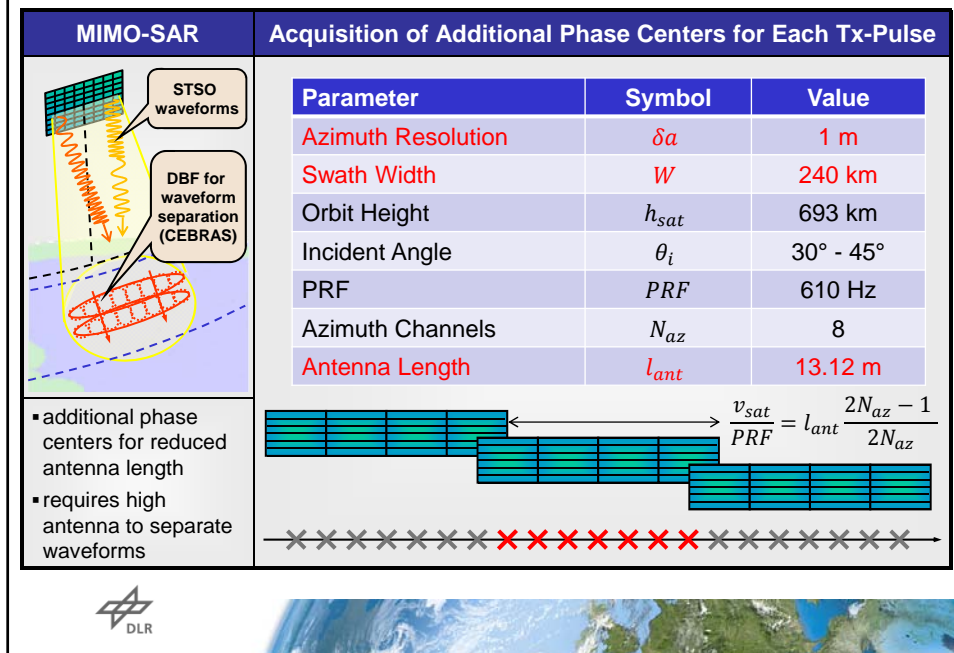 MIMO-SAR
Acquisition of Additional Phase Centers for Each Tx-Pulse
STSO
waveforms
DBF for
waveform
separation
(CEBRAS)
Parameter Symbol Value
Azimuth Resolution δa 1 m
Swath Width W 240 km
Orbit Height h_sat 693 km
Incident Angle θ_i 30° - 45°
PRF PRF 610 Hz
Azimuth Channels N_az 8
Antenna Length l_ant 13.12 m
▪ additional phase
centers for reduced
antenna length
▪ requires high
antenna to separate
waveforms
v_sat/PRF = l_ant (2N_az − 1)/(2N_az)
DLR